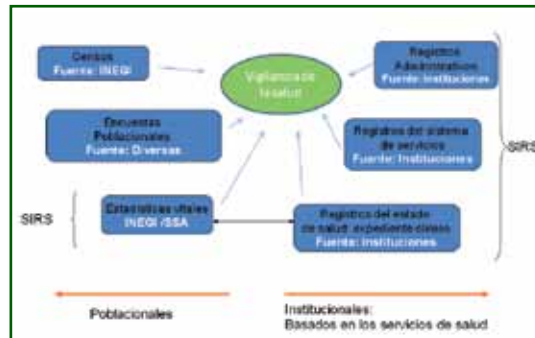 Censos
Fuente: INEGI
Encuestas
Poblacionales
Fuente: Diversas
SIRS
Estadísticas vitales
INEGI /SSA
Vigilancia de
la salud
Registros
Administrativos
Fuente: Instituciones
Registros del sistema
de servicios
Fuente: Instituciones
Registros del estado
de salud: expediente clínico
Fuente: Instituciones
SIRS
Poblacionales
Institucionales:
Basados en los servicios de salud